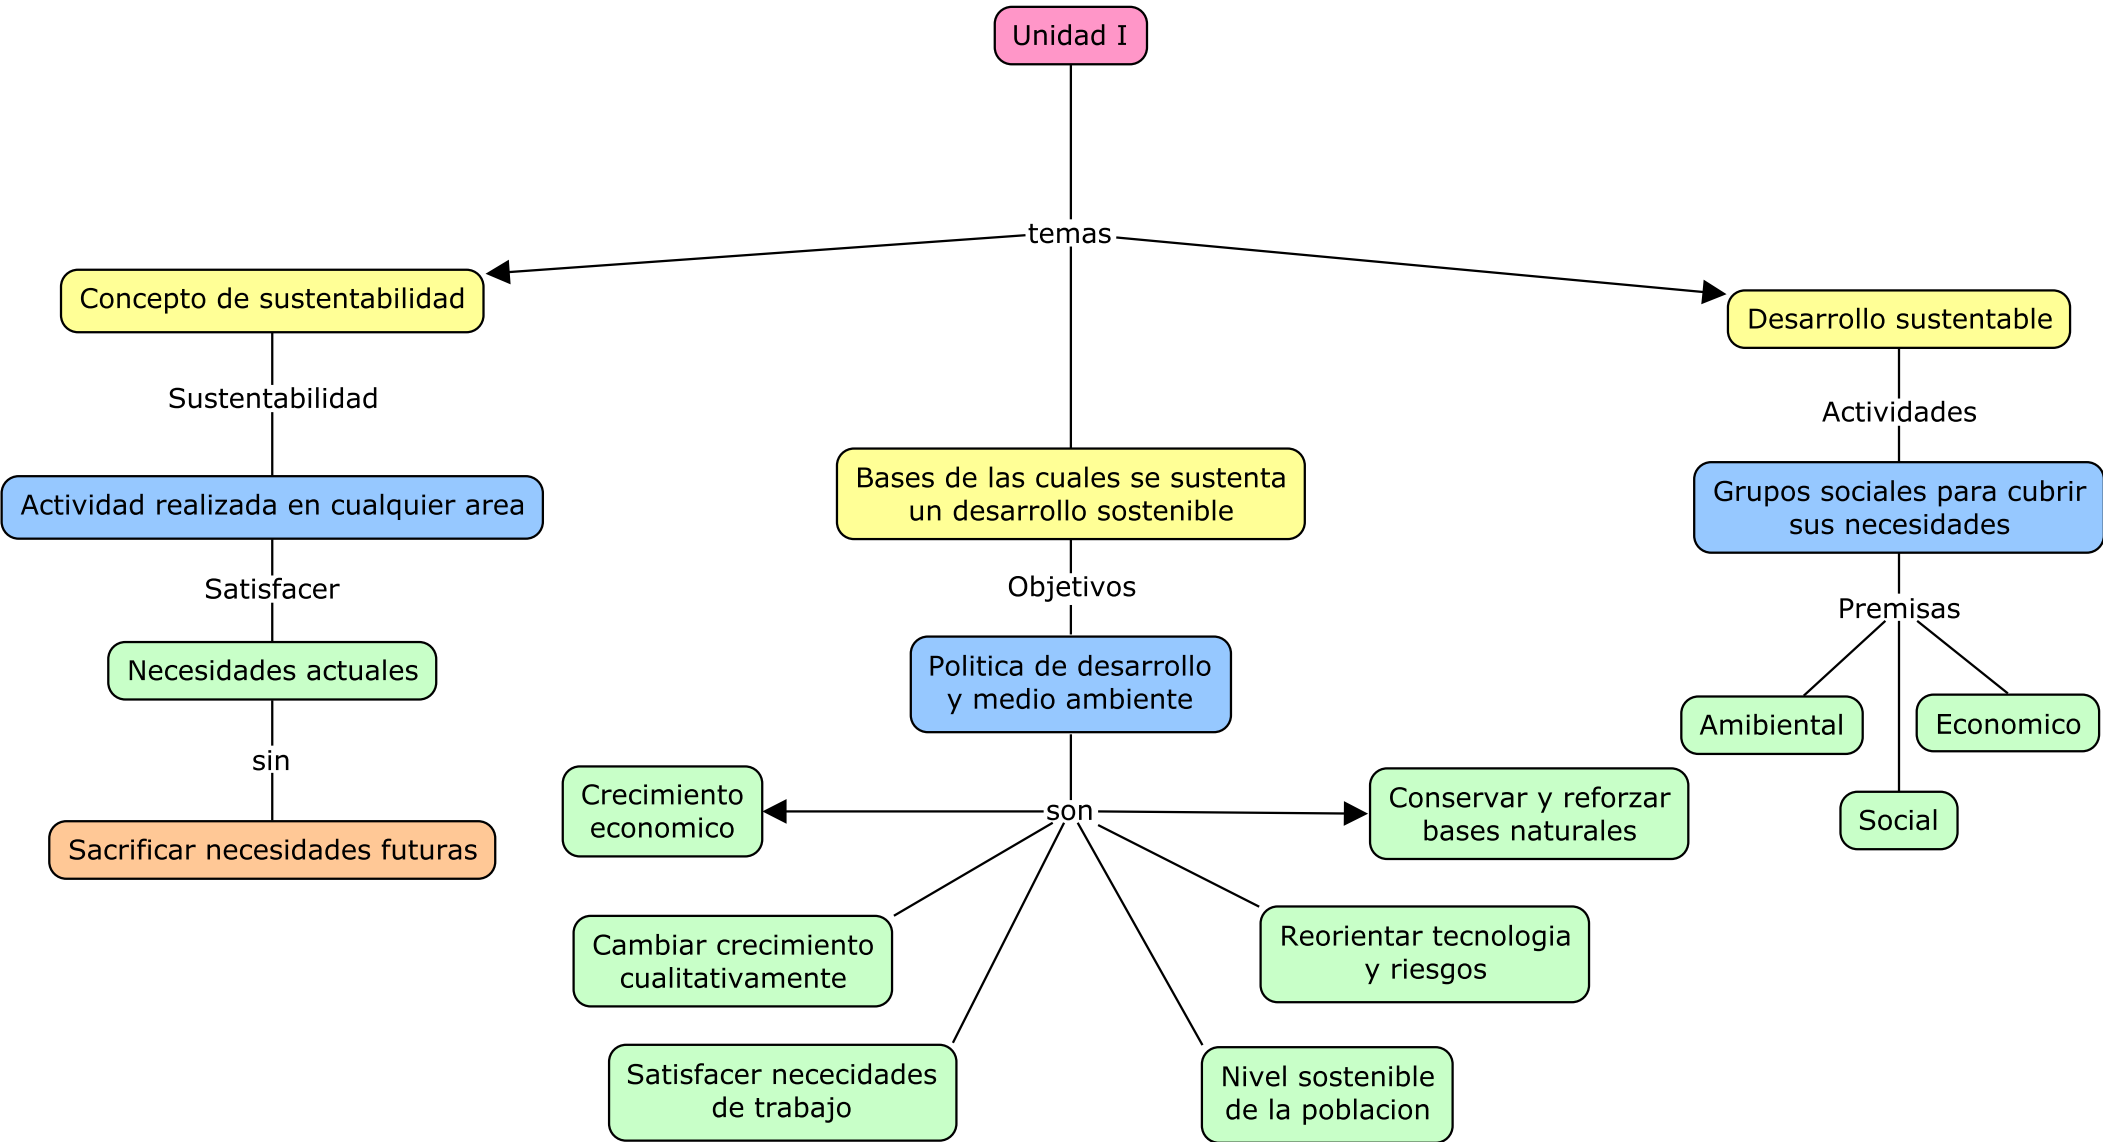 Unidad I
temas
Concepto de sustentabilidad
Sustentabilidad
Actividad realizada en cualquier area
Satisfacer
Necesidades actuales
sin
Sacrificar necesidades futuras
Bases de las cuales se sustenta
un desarrollo sostenible
Objetivos
Politica de desarrollo
y medio ambiente
son
Crecimiento
economico
Cambiar crecimiento
cualitativamente
Satisfacer nececidades
de trabajo
Nivel sostenible
de la poblacion
Reorientar tecnologia
y riesgos
Conservar y reforzar
bases naturales
Desarrollo sustentable
Actividades
Grupos sociales para cubrir
sus necesidades
Premisas
Amibiental
Social
Economico